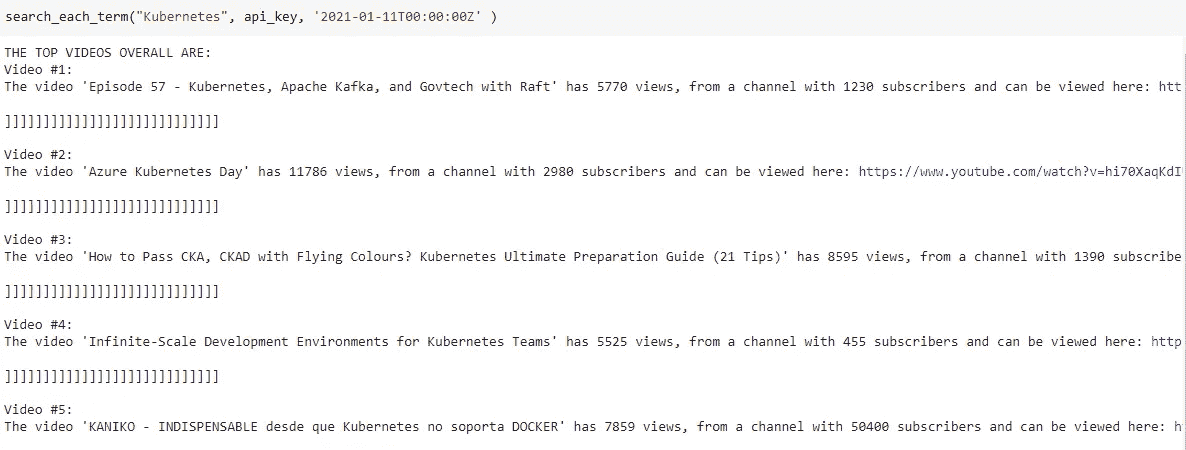 search_each_term("Kubernetes", api_key, '2021-01-11T00:00:00Z' )
THE TOP VIDEOS OVERALL ARE:
Video #1:
The video 'Episode 57 - Kubernetes, Apache Kafka, and Govtech with Raft' has 5770 views, from a channel with 1230 subscribers and can be viewed here: htt
]]]]]]]]]]]]]]]]]]]]]]]]]]]]
Video #2:
The video 'Azure Kubernetes Day' has 11786 views, from a channel with 2980 subscribers and can be viewed here: https://www.youtube.com/watch?v=hi70XaqKdI
]]]]]]]]]]]]]]]]]]]]]]]]]]]]
Video #3:
The video 'How to Pass CKA, CKAD with Flying Colours? Kubernetes Ultimate Preparation Guide (21 Tips)' has 8595 views, from a channel with 1390 subscribe
]]]]]]]]]]]]]]]]]]]]]]]]]]]]
Video #4:
The video 'Infinite-Scale Development Environments for Kubernetes Teams' has 5525 views, from a channel with 455 subscribers and can be viewed here: http
]]]]]]]]]]]]]]]]]]]]]]]]]]]]
Video #5:
The video 'KANIKO - INDISPENSABLE desde que Kubernetes no soporta DOCKER' has 7859 views, from a channel with 50400 subscribers and can be viewed here: h